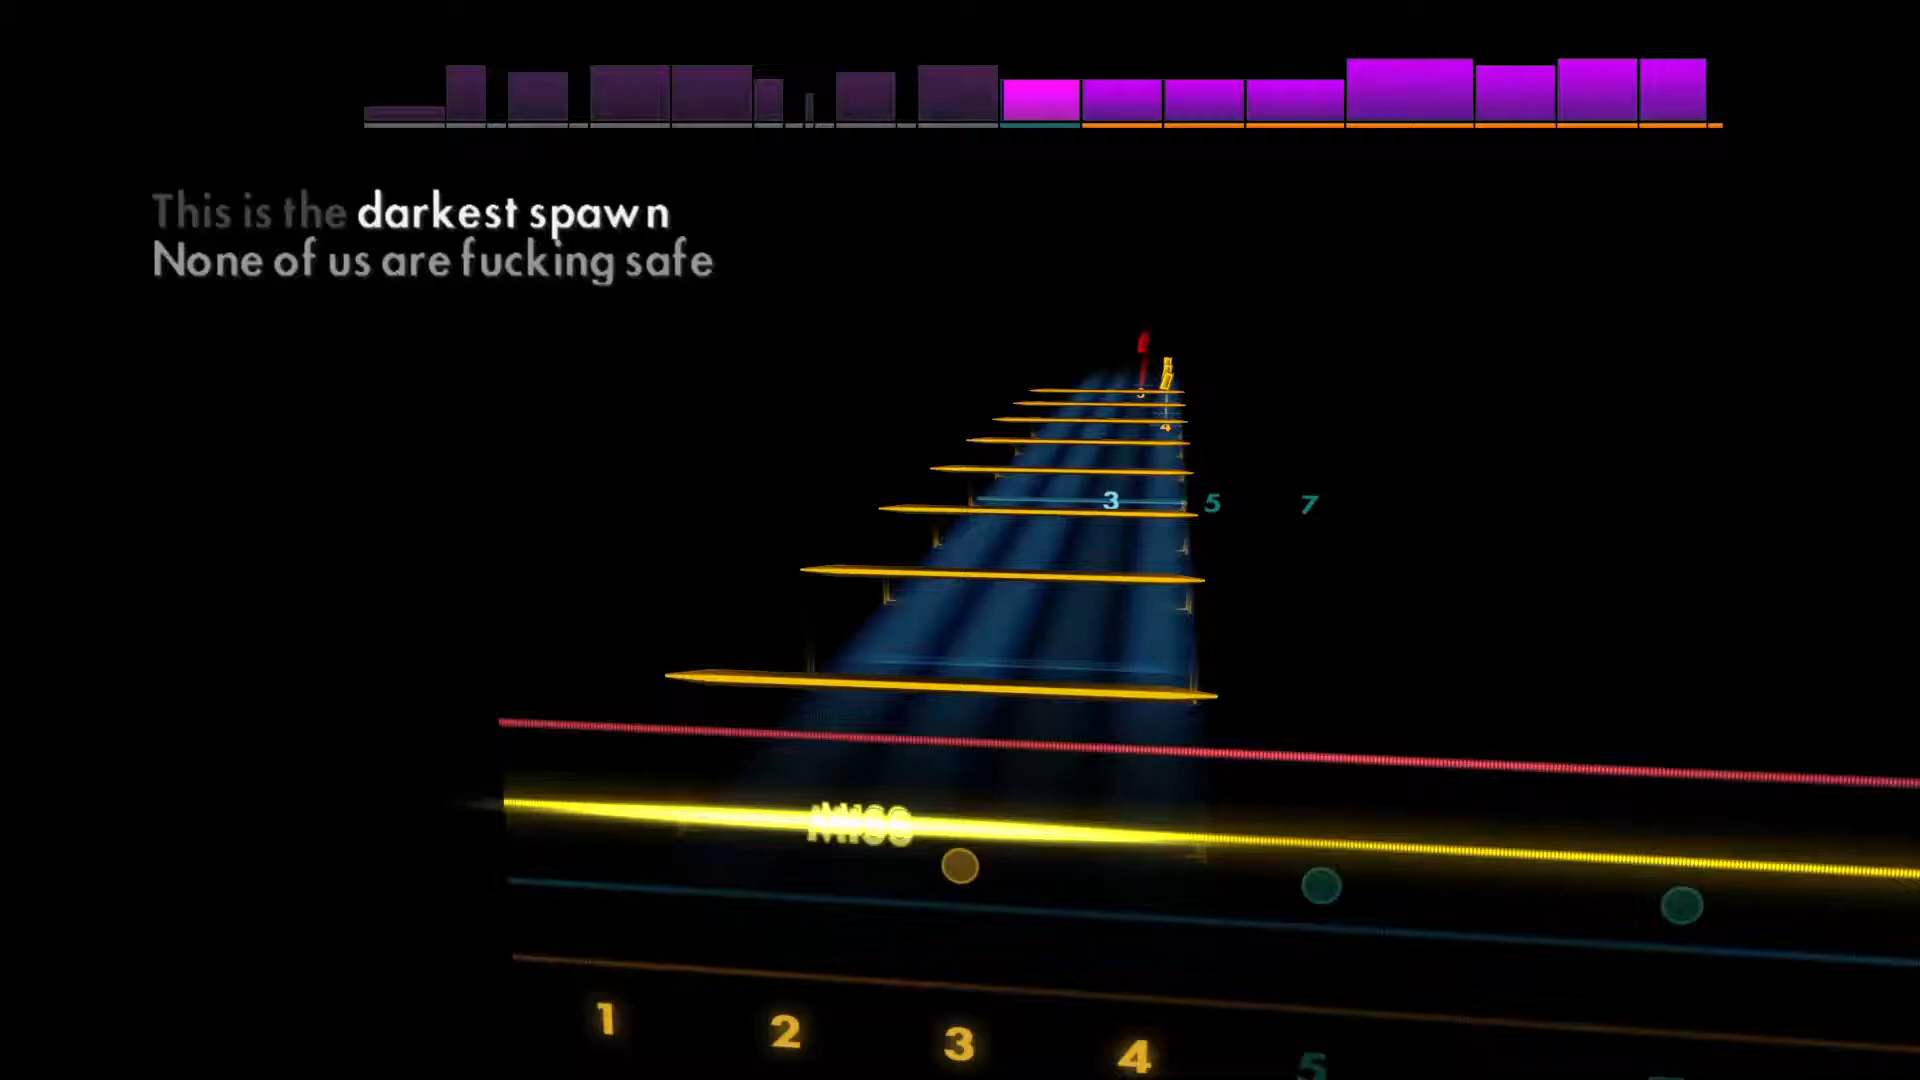 This is the darkest spawn
None of us are fucking safe
3 5 7
4
MISS
1 2 3 4 5